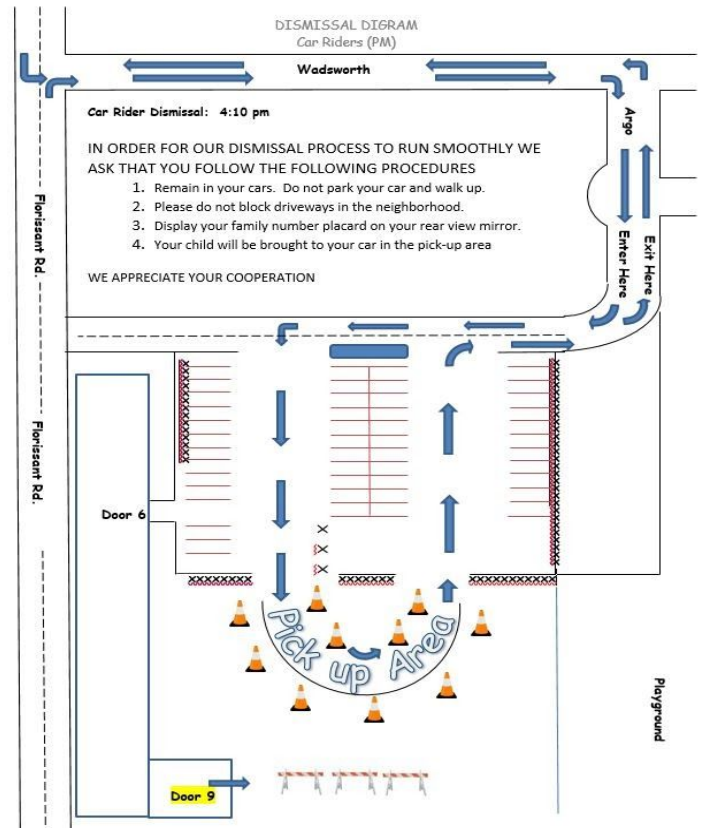 DISMISSAL DIGRAM
Car Riders (PM)
Wadsworth
Car Rider Dismissal:  4:10 pm
IN ORDER FOR OUR DISMISSAL PROCESS TO RUN SMOOTHLY WE
ASK THAT YOU FOLLOW THE FOLLOWING PROCEDURES
1. Remain in your cars.  Do not park your car and walk up.
2. Please do not block driveways in the neighborhood.
3. Display your family number placard on your rear view mirror.
4. Your child will be brought to your car in the pick-up area
WE APPRECIATE YOUR COOPERATION
Argo
Enter Here
Exit Here
Florissant Rd.
Florissant Rd.
Door 6
Pick up Area
Playground
Door 9